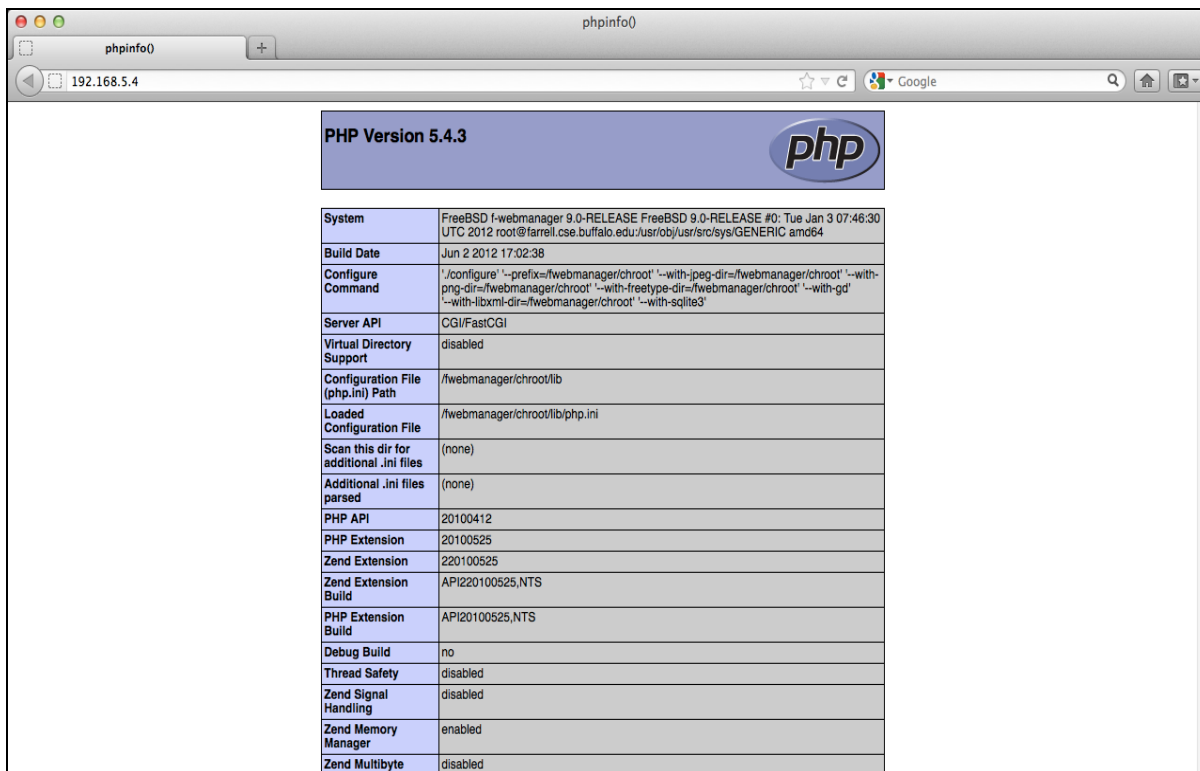 phpinfo()
phpinfo()
192.168.5.4
Google
PHP Version 5.4.3
php
System
FreeBSD f-webmanager 9.0-RELEASE FreeBSD 9.0-RELEASE #0: Tue Jan 3 07:46:30
UTC 2012 root@farrell.cse.buffalo.edu:/usr/obj/usr/src/sys/GENERIC amd64
Build Date
Jun 2 2012 17:02:38
Configure
Command
'./configure' '--prefix=/fwebmanager/chroot' '--with-jpeg-dir=/fwebmanager/chroot' '--with-
png-dir=/fwebmanager/chroot' '--with-freetype-dir=/fwebmanager/chroot' '--with-gd'
'--with-libxml-dir=/fwebmanager/chroot' '--with-sqlite3'
Server API
CGI/FastCGI
Virtual Directory
Support
disabled
Configuration File
(php.ini) Path
/fwebmanager/chroot/lib
Loaded
Configuration File
/fwebmanager/chroot/lib/php.ini
Scan this dir for
additional .ini files
(none)
Additional .ini files
parsed
(none)
PHP API
20100412
PHP Extension
20100525
Zend Extension
220100525
Zend Extension
Build
API220100525,NTS
PHP Extension
Build
API20100525,NTS
Debug Build
no
Thread Safety
disabled
Zend Signal
Handling
disabled
Zend Memory
Manager
enabled
Zend Multibyte
disabled